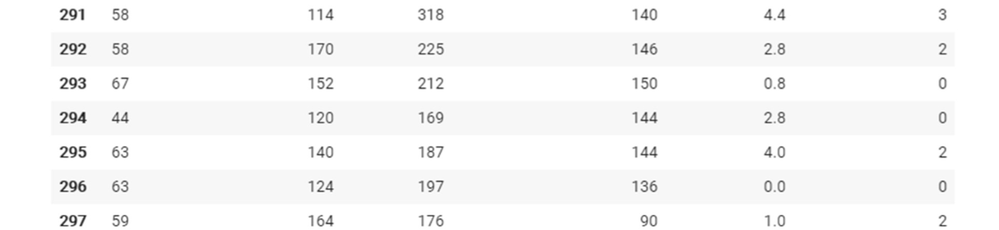 291 58 114 318 140 4.4 3
292 58 170 225 146 2.8 2
293 67 152 212 150 0.8 0
294 44 120 169 144 2.8 0
295 63 140 187 144 4.0 2
296 63 124 197 136 0.0 0
297 59 164 176 90 1.0 2